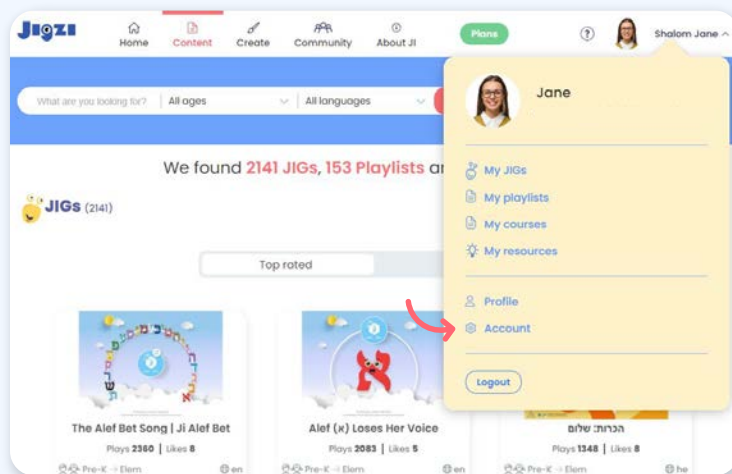 JIGZI
Home
Content
Create
Community
About JI
Plans
?
Shalom Jane
What are you looking for?
All ages
All languages
Jane
We found 2141 JIGs, 153 Playlists
My JIGs
JIGs (2141)
My playlists
My courses
My resources
Top rated
Profile
Account
Logout
The Alef Bet Song | Ji Alef Bet
Plays 2360 | Likes 8
Pre-K → Elem
en
Alef (א) Loses Her Voice
Plays 2083 | Likes 5
Pre-K → Elem
en
הכרות: שלום
Plays 1348 | Likes 8
Pre-K → Elem
he